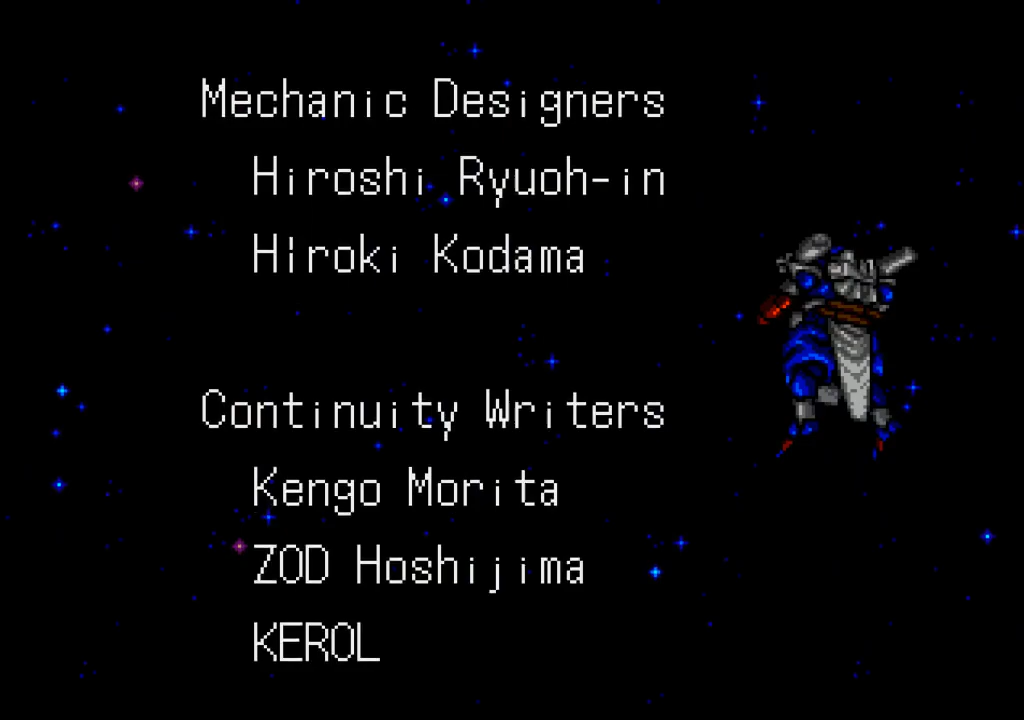 Mechanic Designers
Hiroshi Ryuoh-in
Hiroki Kodama
Continuity Writers
Kengo Morita
ZOD Hoshijima
KEROL